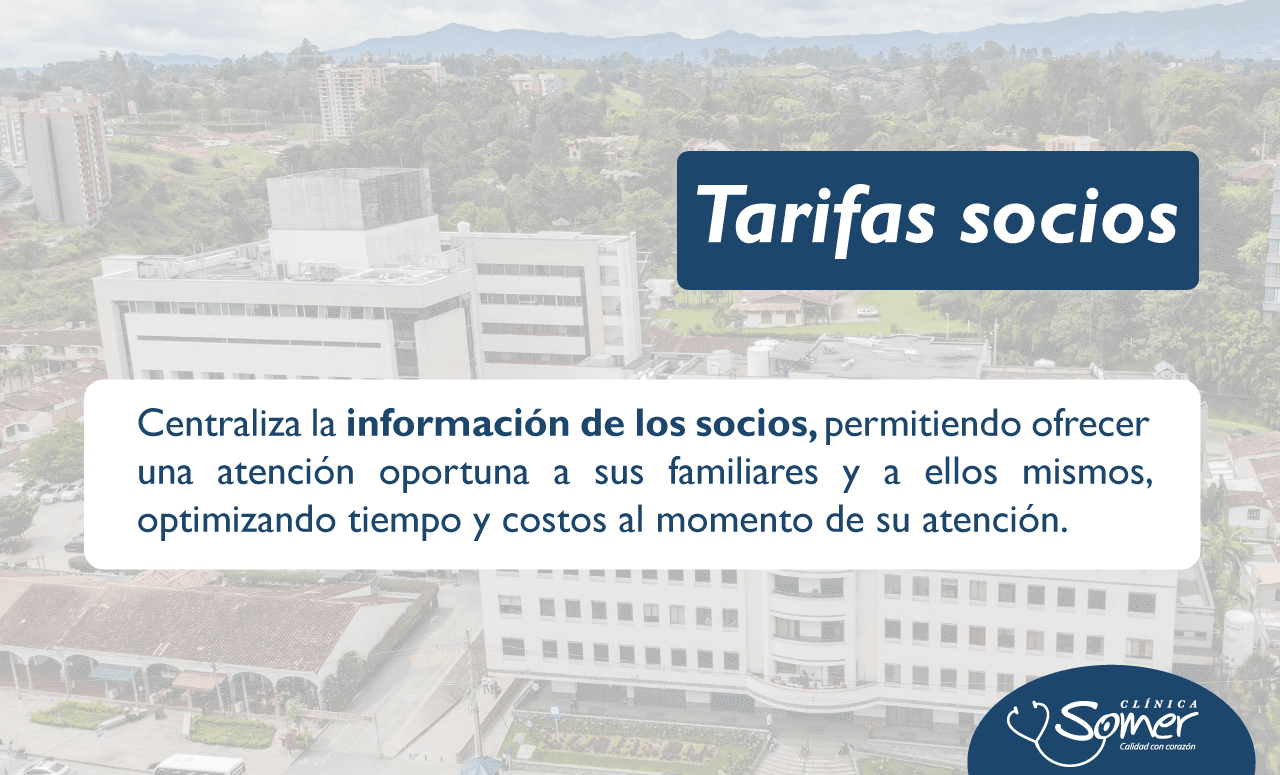 Tarifas socios
Centraliza la información de los socios, permitiendo ofrecer
una atención oportuna a sus familiares y a ellos mismos,
optimizando tiempo y costos al momento de su atención.
CLÍNICA
Somer
Calidad con corazón